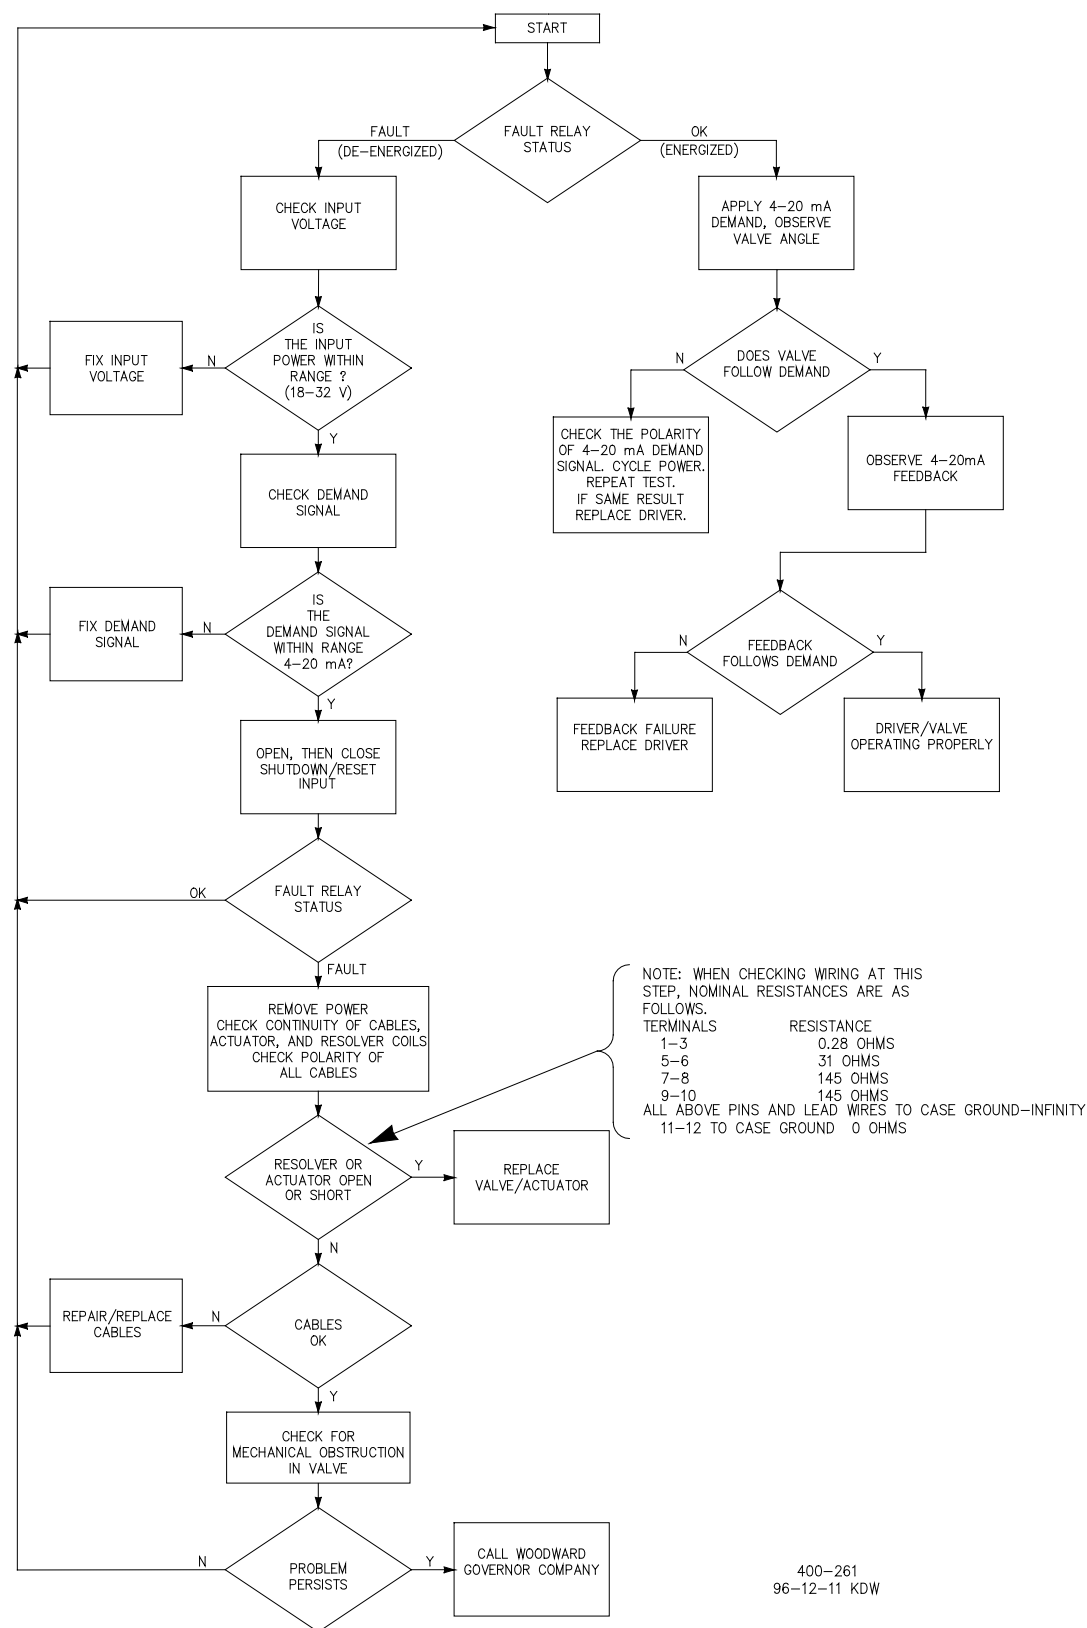 START
FAULT RELAY
STATUS
FAULT
(DE-ENERGIZED)
OK
(ENERGIZED)
CHECK INPUT
VOLTAGE
APPLY 4-20 mA
DEMAND, OBSERVE
VALVE ANGLE
IS
THE INPUT
POWER WITHIN
RANGE ?
(18-32 V)
N
FIX INPUT
VOLTAGE
Y
DOES VALVE
FOLLOW DEMAND
N
Y
CHECK THE POLARITY
OF 4-20 mA DEMAND
SIGNAL. CYCLE POWER.
REPEAT TEST.
IF SAME RESULT
REPLACE DRIVER.
OBSERVE 4-20mA
FEEDBACK
CHECK DEMAND
SIGNAL
IS
THE
DEMAND SIGNAL
WITHIN RANGE
4-20 mA?
N
FIX DEMAND
SIGNAL
Y
FEEDBACK
FOLLOWS DEMAND
N
Y
FEEDBACK FAILURE
REPLACE DRIVER
DRIVER/VALVE
OPERATING PROPERLY
OPEN, THEN CLOSE
SHUTDOWN/RESET
INPUT
FAULT RELAY
STATUS
OK
FAULT
REMOVE POWER
CHECK CONTINUITY OF CABLES,
ACTUATOR, AND RESOLVER COILS
CHECK POLARITY OF
ALL CABLES
NOTE: WHEN CHECKING WIRING AT THIS
STEP, NOMINAL RESISTANCES ARE AS
FOLLOWS.
TERMINALS RESISTANCE
1-3 0.28 OHMS
5-6 31 OHMS
7-8 145 OHMS
9-10 145 OHMS
ALL ABOVE PINS AND LEAD WIRES TO CASE GROUND-INFINITY
11-12 TO CASE GROUND 0 OHMS
RESOLVER OR
ACTUATOR OPEN
OR SHORT
Y
REPLACE
VALVE/ACTUATOR
N
CABLES
OK
N
REPAIR/REPLACE
CABLES
Y
CHECK FOR
MECHANICAL OBSTRUCTION
IN VALVE
PROBLEM
PERSISTS
N
Y
CALL WOODWARD
GOVERNOR COMPANY
400-261
96-12-11 KDW